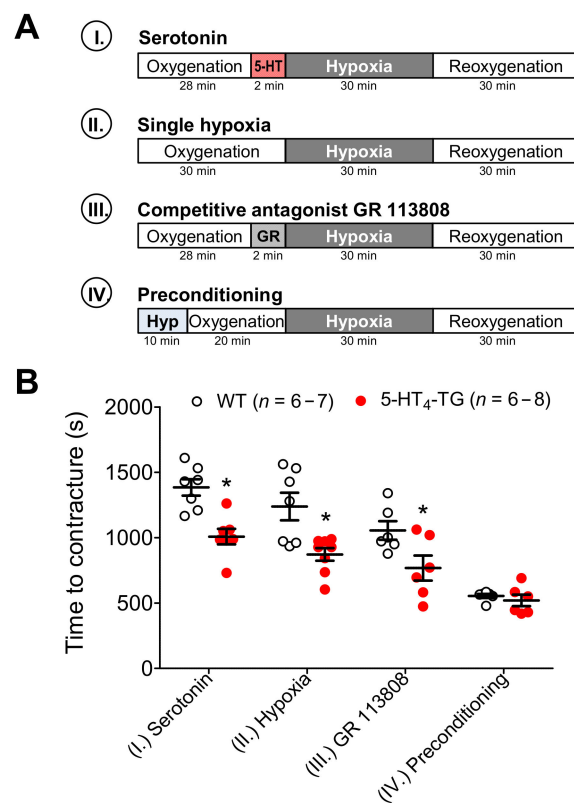 A
I. Serotonin
Oxygenation 5-HT Hypoxia Reoxygenation
28 min 2 min 30 min 30 min
II. Single hypoxia
Oxygenation Hypoxia Reoxygenation
30 min 30 min 30 min
III. Competitive antagonist GR 113808
Oxygenation GR Hypoxia Reoxygenation
28 min 2 min 30 min 30 min
IV. Preconditioning
Hyp Oxygenation Hypoxia Reoxygenation
10 min 20 min 30 min 30 min
B
WT (n = 6–7) 5-HT₄-TG (n = 6–8)
Time to contracture (s)
2000
1500
1000
500
0
* * *
(I.) Serotonin
(II.) Hypoxia
(III.) GR 113808
(IV.) Preconditioning